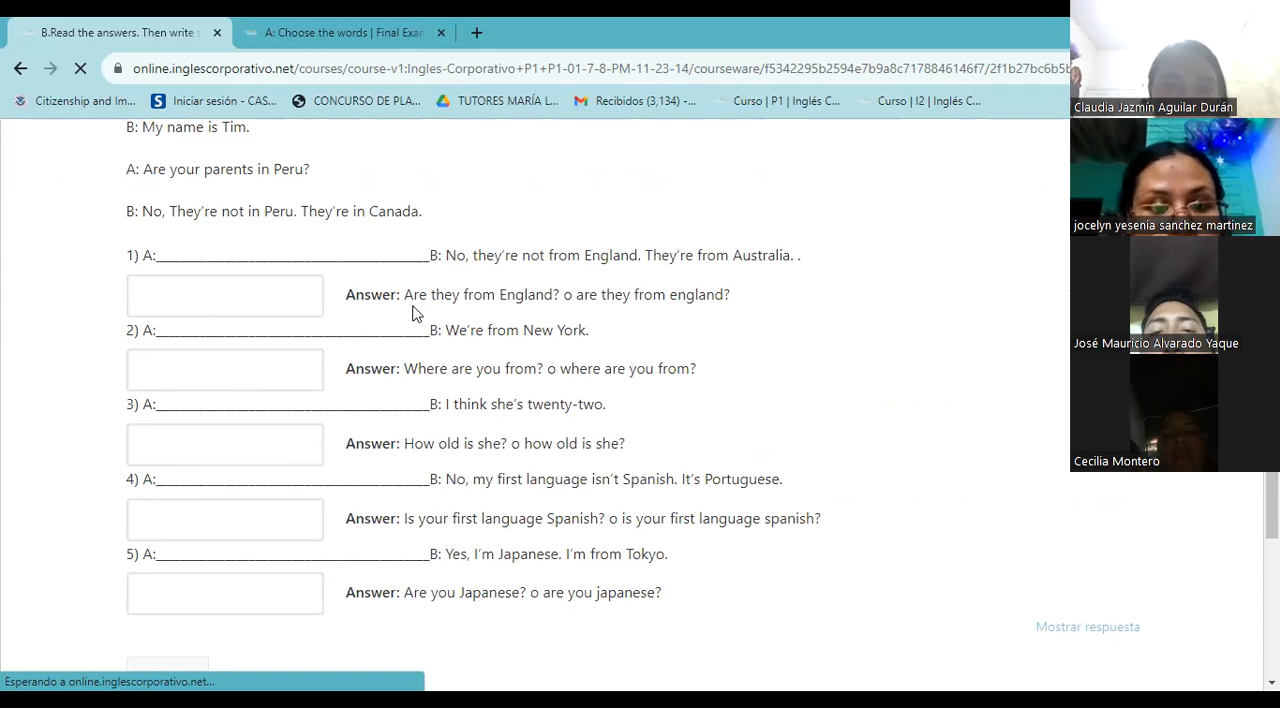 B.Read the answers. Then write
A: Choose the words | Final Exa
online.inglescorporativo.net/courses/course-v1:Ingles-Corporativo+P1+P1-01-7-8-PM-11-23-14/courseware/f5342295b2594e7b9a8c7178846146f7/2f1b27bc6b5b
Citizenship and Im...
Iniciar sesión - CAS...
CONCURSO DE PLA...
TUTORES MARÍA L...
Recibidos (3,134) -...
Curso | P1 | Inglés C...
Curso | I2 | Inglés C...
B: My name is Tim.
A: Are your parents in Peru?
B: No, They're not in Peru. They're in Canada.
1) A:___________________________________B: No, they're not from England. They're from Australia. .
Answer: Are they from England? o are they from england?
2) A:___________________________________B: We're from New York.
Answer: Where are you from? o where are you from?
3) A:___________________________________B: I think she's twenty-two.
Answer: How old is she? o how old is she?
4) A:___________________________________B: No, my first language isn't Spanish. It's Portuguese.
Answer: Is your first language Spanish? o is your first language spanish?
5) A:___________________________________B: Yes, I'm Japanese. I'm from Tokyo.
Answer: Are you Japanese? o are you japanese?
Mostrar respuesta
Esperando a online.inglescorporativo.net...
Claudia Jazmín Aguilar Durán
jocelyn yesenia sanchez martinez
José Mauricio Alvarado Yaque
Cecilia Montero